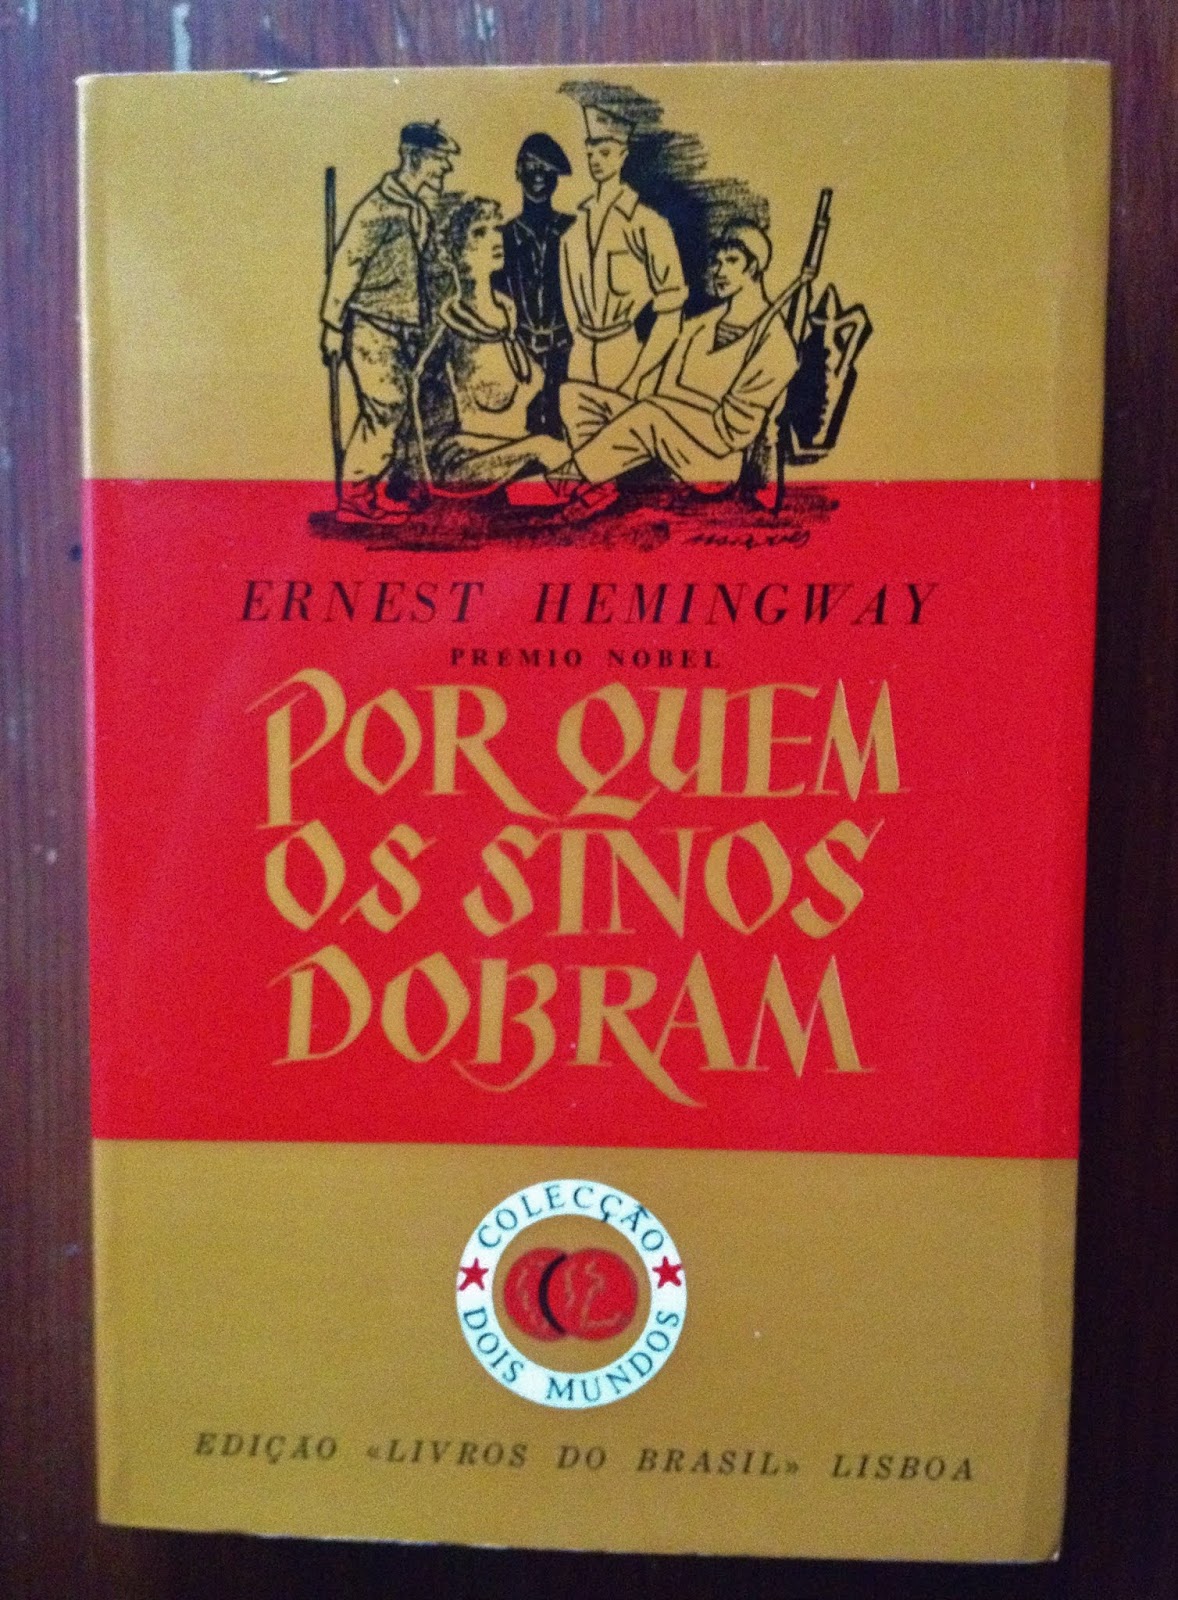 ERNEST HEMINGWAY
PRÉMIO NOBEL
POR QUEM
OS SINOS
DOBRAM
COLECÇÃO
DOIS MUNDOS
EDIÇÃO «LIVROS DO BRASIL» LISBOA